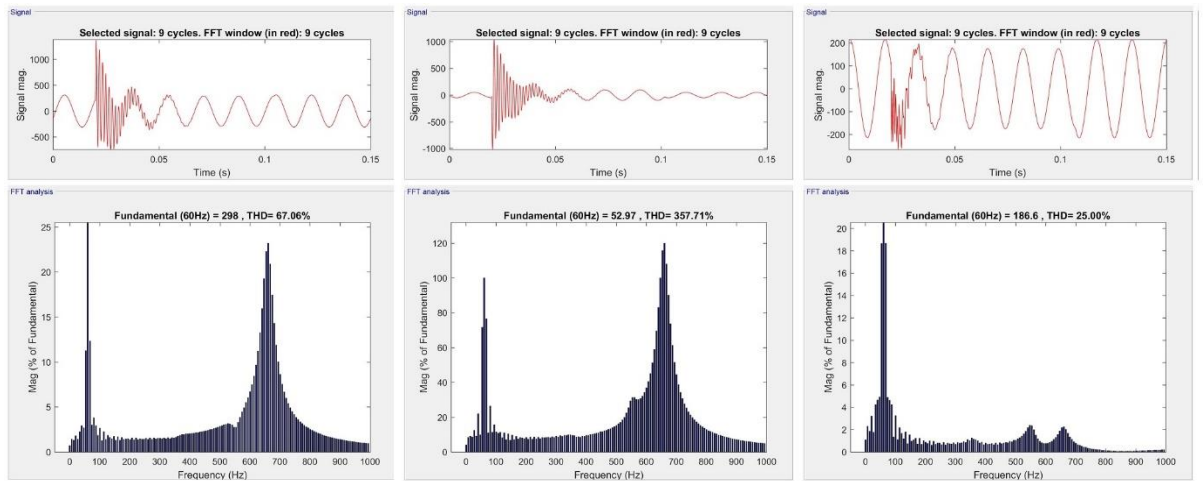 Signal
Selected signal: 9 cycles. FFT window (in red): 9 cycles
1000
500
0
-500
Signal mag.
0 0.05 0.1 0.15
Time (s)
Signal
Selected signal: 9 cycles. FFT window (in red): 9 cycles
1000
500
0
-500
-1000
Signal mag.
0 0.05 0.1 0.15
Time (s)
Signal
Selected signal: 9 cycles. FFT window (in red): 9 cycles
200
100
0
-100
-200
Signal mag.
0 0.05 0.1 0.15
Time (s)
FFT analysis
Fundamental (60Hz) = 298 , THD= 67.06%
25
20
15
10
5
0
Mag (% of Fundamental)
0 100 200 300 400 500 600 700 800 900 1000
Frequency (Hz)
FFT analysis
Fundamental (60Hz) = 52.97 , THD= 357.71%
120
100
80
60
40
20
0
Mag (% of Fundamental)
0 100 200 300 400 500 600 700 800 900 1000
Frequency (Hz)
FFT analysis
Fundamental (60Hz) = 186.6 , THD= 25.00%
20
18
16
14
12
10
8
6
4
2
0
Mag (% of Fundamental)
0 100 200 300 400 500 600 700 800 900 1000
Frequency (Hz)